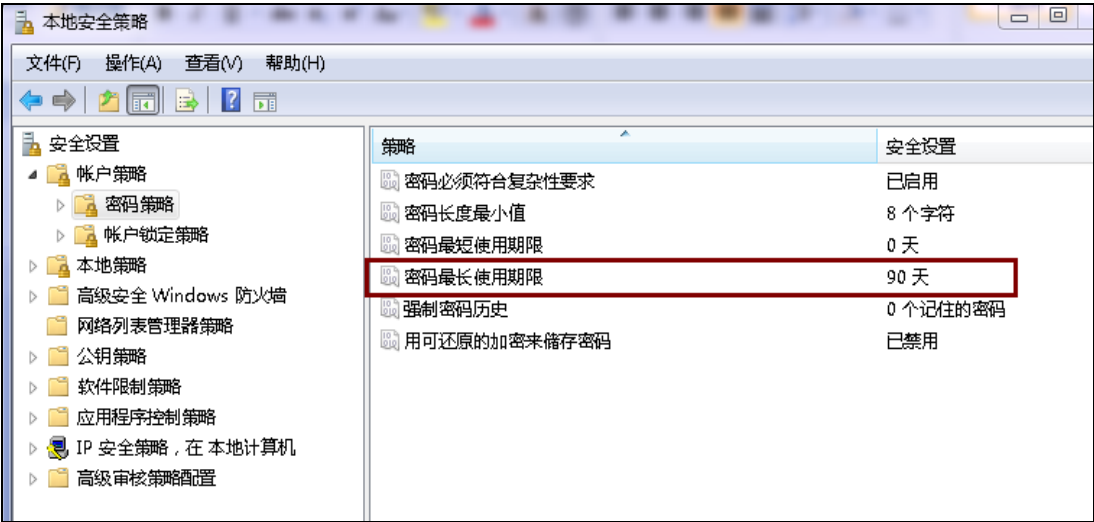 本地安全策略
文件(F) 操作(A) 查看(V) 帮助(H)
安全设置
帐户策略
密码策略
帐户锁定策略
本地策略
高级安全 Windows 防火墙
网络列表管理器策略
公钥策略
软件限制策略
应用程序控制策略
IP 安全策略，在 本地计算机
高级审核策略配置
策略 安全设置
密码必须符合复杂性要求 已启用
密码长度最小值 8 个字符
密码最短使用期限 0 天
密码最长使用期限 90 天
强制密码历史 0 个记住的密码
用可还原的加密来储存密码 已禁用